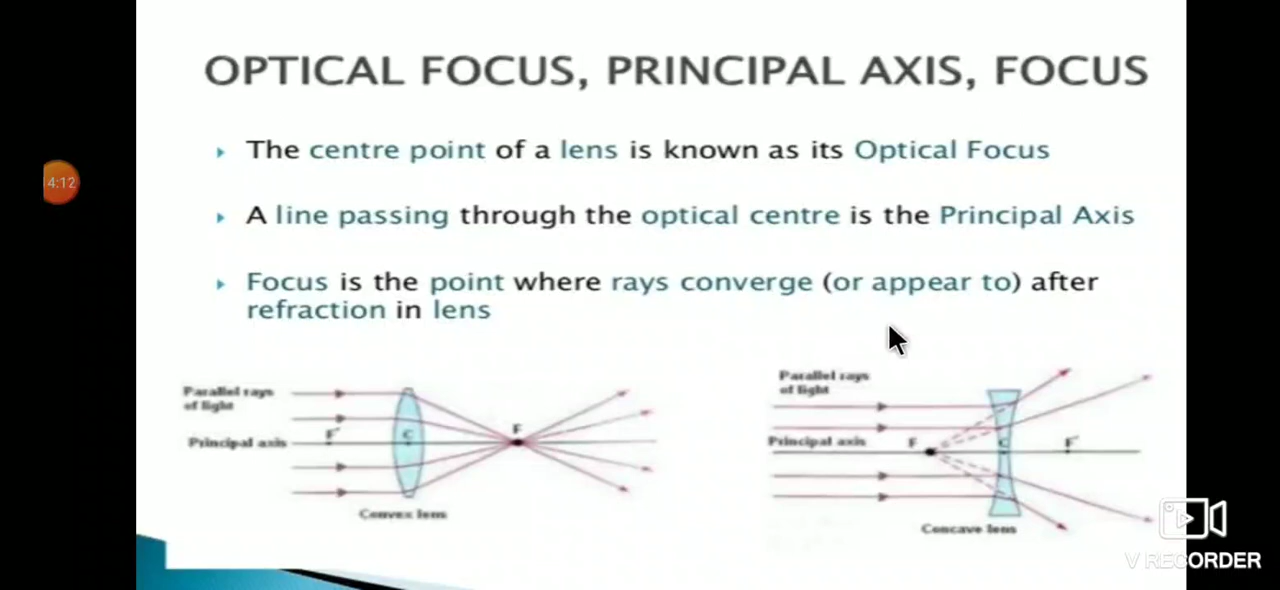 OPTICAL FOCUS, PRINCIPAL AXIS, FOCUS
The centre point of a lens is known as its Optical Focus
4:12
A line passing through the optical centre is the Principal Axis
Focus is the point where rays converge (or appear to) after
refraction in lens
Parallel rays
of light
F'
Principal axis
C
F
Convex lens
Parallel rays
of light
Principal axis
F
C
F'
Concave lens
V RECORDER